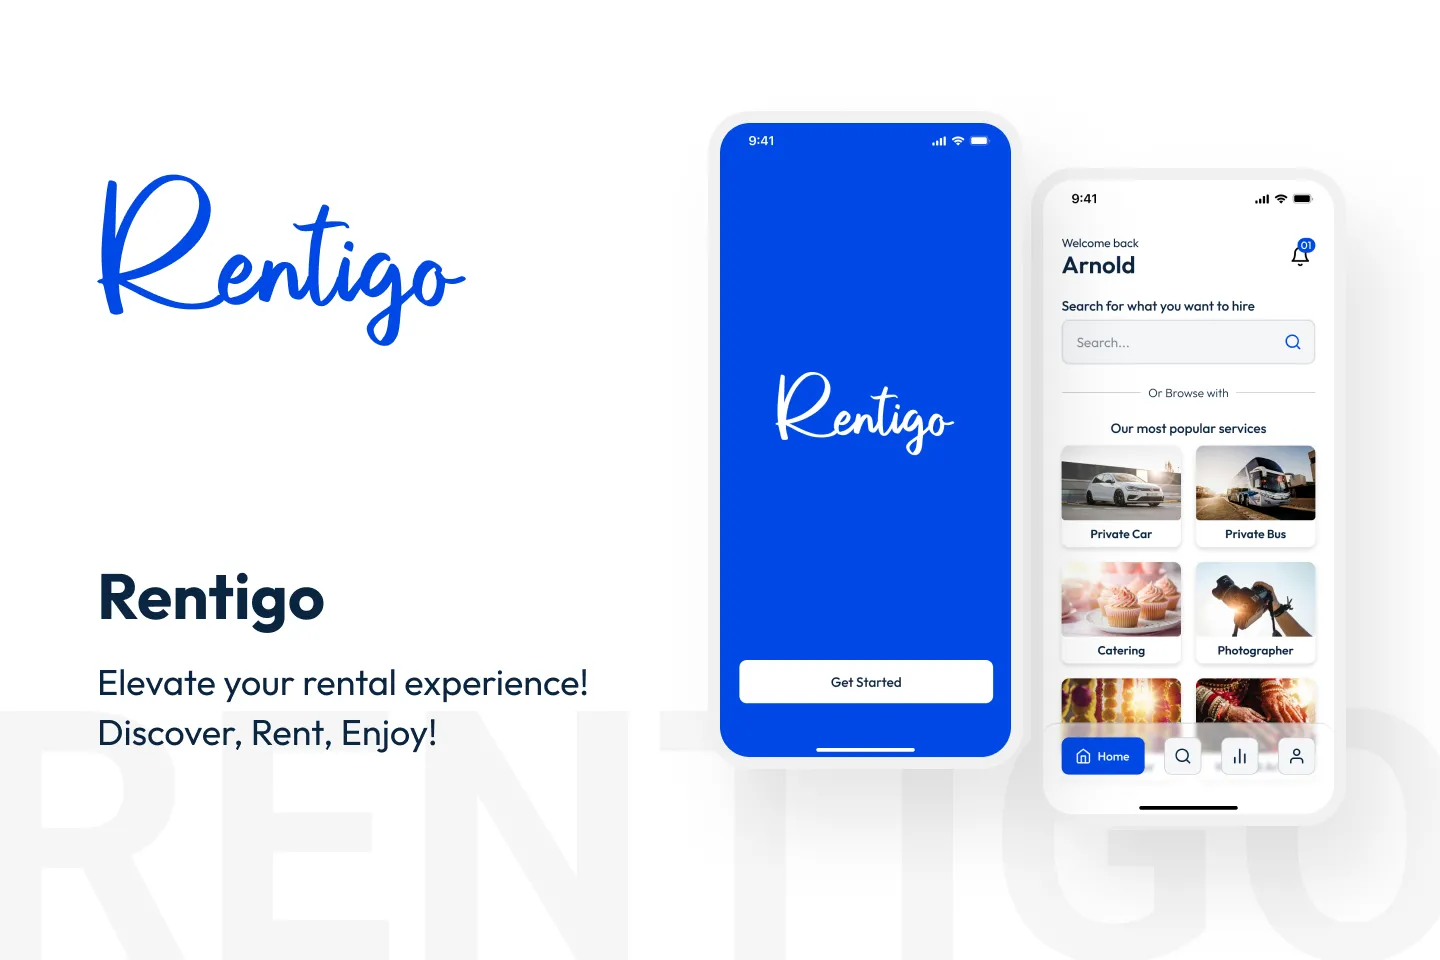 Rentigo
Rentigo
Elevate your rental experience!
Discover, Rent, Enjoy!
9:41
Rentigo
Get Started
9:41
Welcome back
Arnold
01
Search for what you want to hire
Search...
Or Browse with
Our most popular services
Private Car
Private Bus
Catering
Photographer
Home
RENTIGO